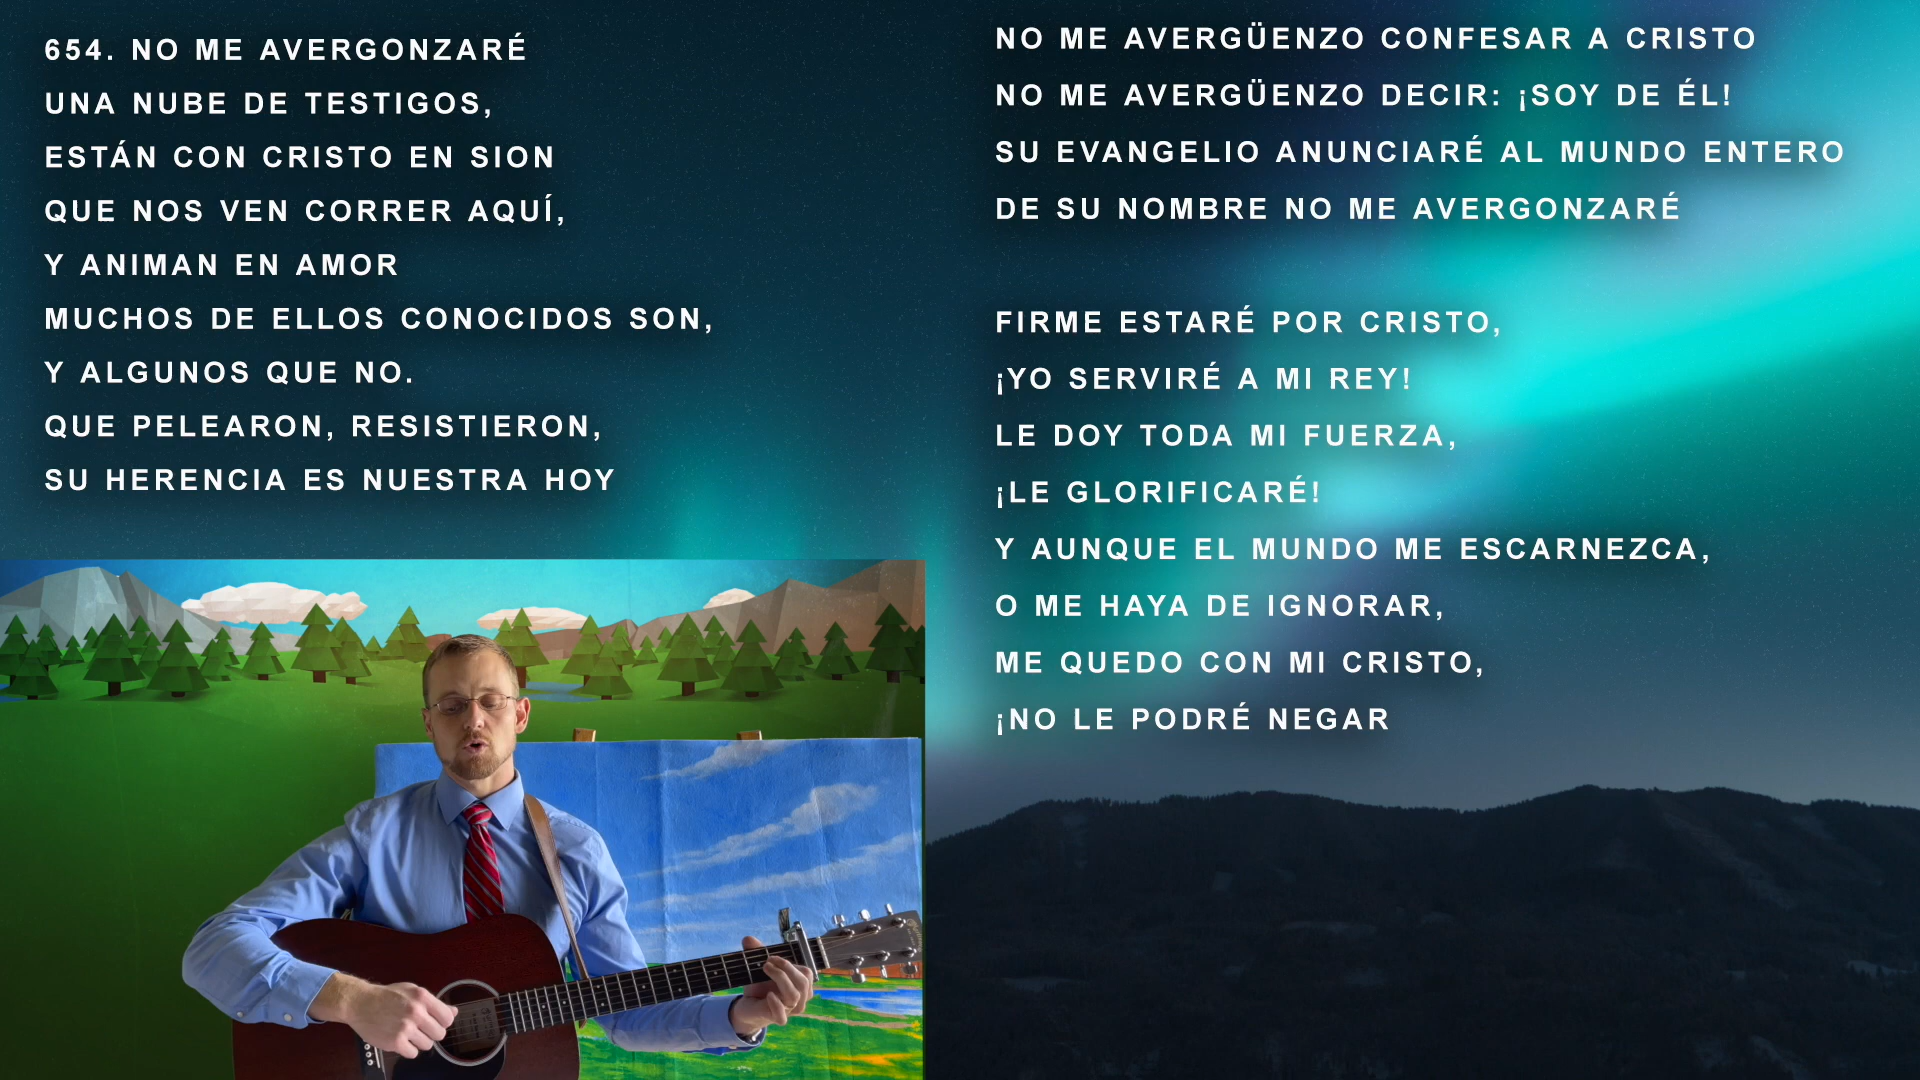 654. NO ME AVERGONZARÉ
UNA NUBE DE TESTIGOS,
ESTÁN CON CRISTO EN SION
QUE NOS VEN CORRER AQUÍ,
Y ANIMAN EN AMOR
MUCHOS DE ELLOS CONOCIDOS SON,
Y ALGUNOS QUE NO.
QUE PELEARON, RESISTIERON,
SU HERENCIA ES NUESTRA HOY
NO ME AVERGÜENZO CONFESAR A CRISTO
NO ME AVERGÜENZO DECIR: ¡SOY DE ÉL!
SU EVANGELIO ANUNCIARÉ AL MUNDO ENTERO
DE SU NOMBRE NO ME AVERGONZARÉ
FIRME ESTARÉ POR CRISTO,
¡YO SERVIRÉ A MI REY!
LE DOY TODA MI FUERZA,
¡LE GLORIFICARÉ!
Y AUNQUE EL MUNDO ME ESCARNEZCA,
O ME HAYA DE IGNORAR,
ME QUEDO CON MI CRISTO,
¡NO LE PODRÉ NEGAR